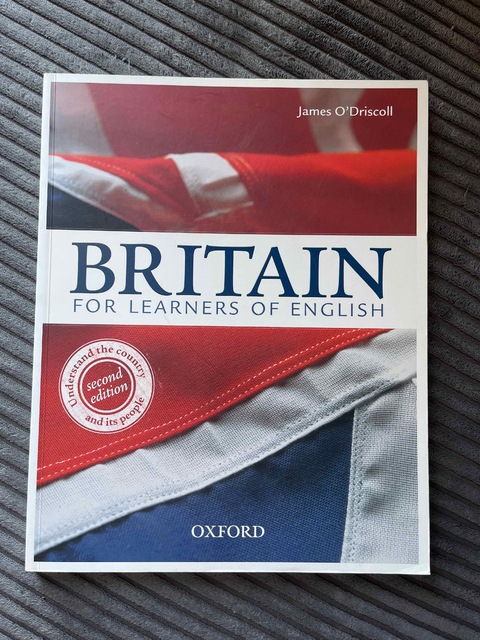 James O'Driscoll
BRITAIN
FOR LEARNERS OF ENGLISH
Understand the country
second
edition
and its people
OXFORD